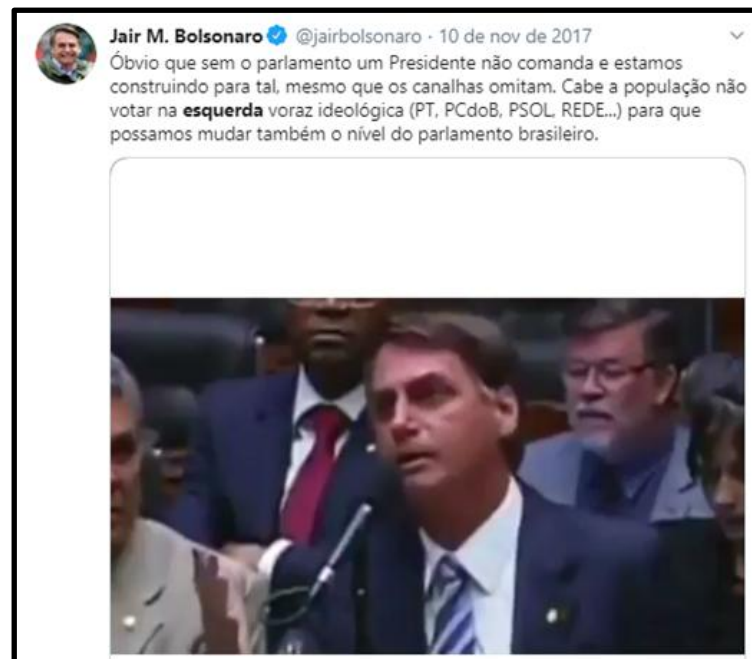 Jair M. Bolsonaro @jairbolsonaro · 10 de nov de 2017
Óbvio que sem o parlamento um Presidente não comanda e estamos
construindo para tal, mesmo que os canalhas omitam. Cabe a população não
votar na esquerda voraz ideológica (PT, PCdoB, PSOL, REDE...) para que
possamos mudar também o nível do parlamento brasileiro.